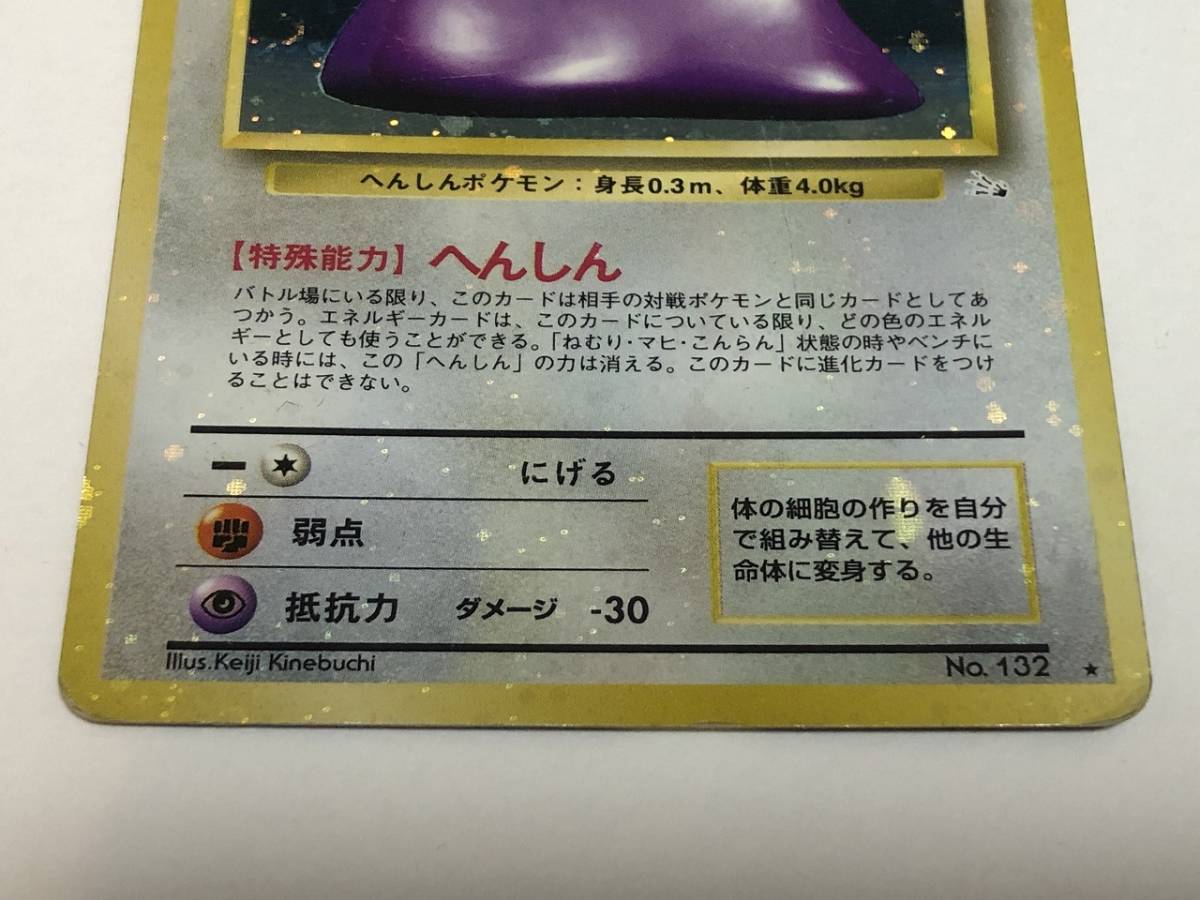 へんしんポケモン：身長0.3m、体重4.0kg
【特殊能力】へんしん
バトル場にいる限り、このカードは相手の対戦ポケモンと同じカードとしてあ
つかう。エネルギーカードは、このカードについている限り、どの色のエネル
ギーとしても使うことができる。「ねむり・マヒ・こんらん」状態の時やベンチに
いる時には、この「へんしん」の力は消える。このカードに進化カードをつけ
ることはできない。
ー にげる
弱点
抵抗力 ダメージ -30
体の細胞の作りを自分
で組み替えて、他の生
命体に変身する。
Illus.Keiji Kinebuchi
No. 132 ★